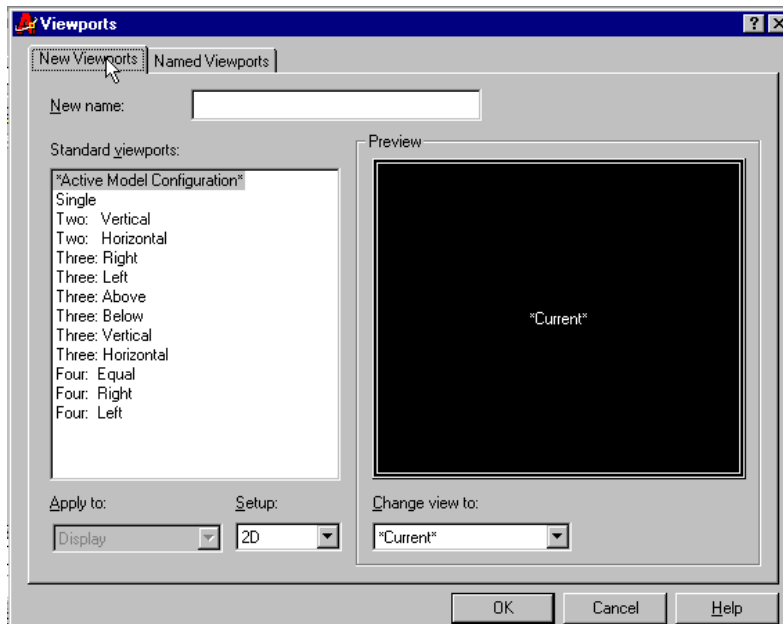 Viewports
New Viewports
Named Viewports
New name:
Standard viewports:
*Active Model Configuration*
Single
Two: Vertical
Two: Horizontal
Three: Right
Three: Left
Three: Above
Three: Below
Three: Vertical
Three: Horizontal
Four: Equal
Four: Right
Four: Left
Preview
*Current*
Apply to:
Setup:
Change view to:
Display
2D
*Current*
OK
Cancel
Help